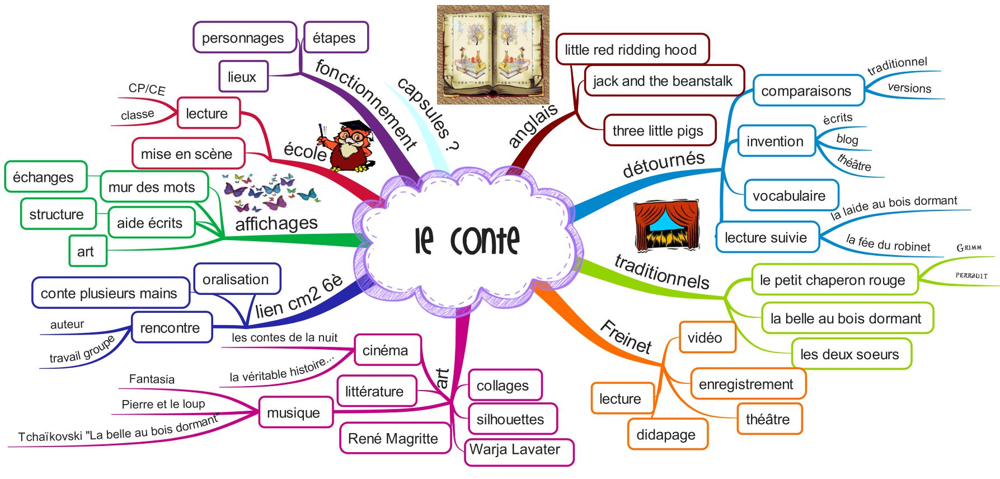 le conte
capsules ?
anglais
little red ridding hood
jack and the beanstalk
three little pigs
détournés
comparaisons
traditionnel
versions
invention
écrits
blog
théâtre
vocabulaire
lecture suivie
la laide au bois dormant
la fée du robinet
traditionnels
le petit chaperon rouge
Grimm
Perrault
la belle au bois dormant
les deux soeurs
Freinet
vidéo
enregistrement
théâtre
didapage
lecture
art
collages
silhouettes
Warja Lavater
René Magritte
musique
Fantasia
Pierre et le loup
Tchaïkovski "La belle au bois dormant"
littérature
cinéma
les contes de la nuit
la véritable histoire...
lien cm2 6è
oralisation
conte plusieurs mains
rencontre
auteur
travail groupe
affichages
mur des mots
échanges
aide écrits
structure
art
école
lecture
CP/CE
classe
mise en scène
fonctionnement
personnages
étapes
lieux